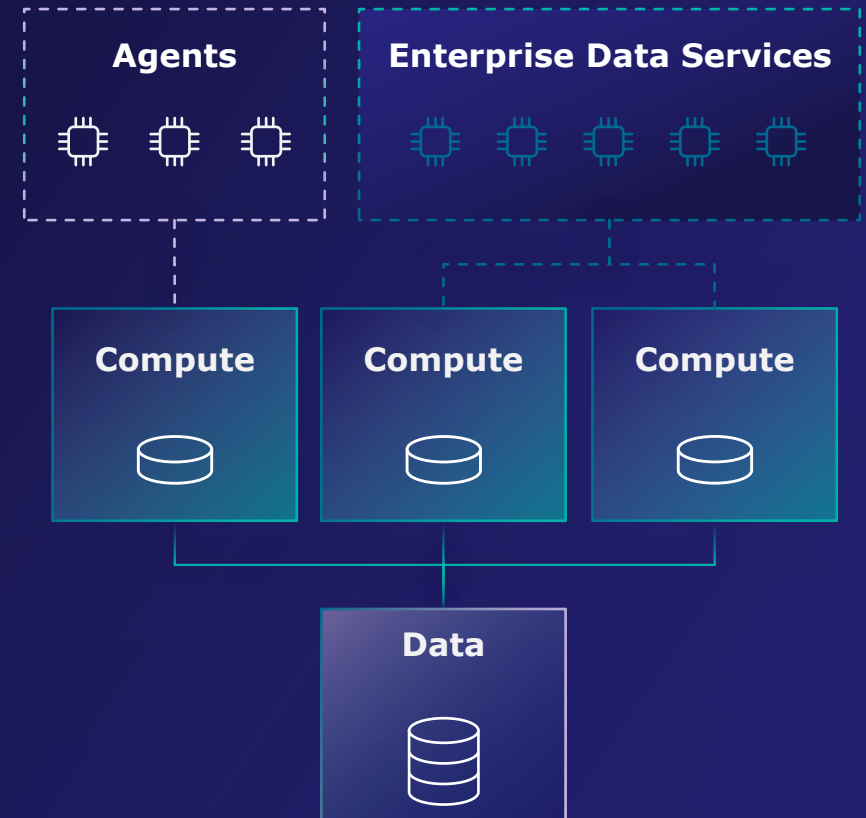 Agents
Enterprise Data Services
Compute
Compute
Compute
Data